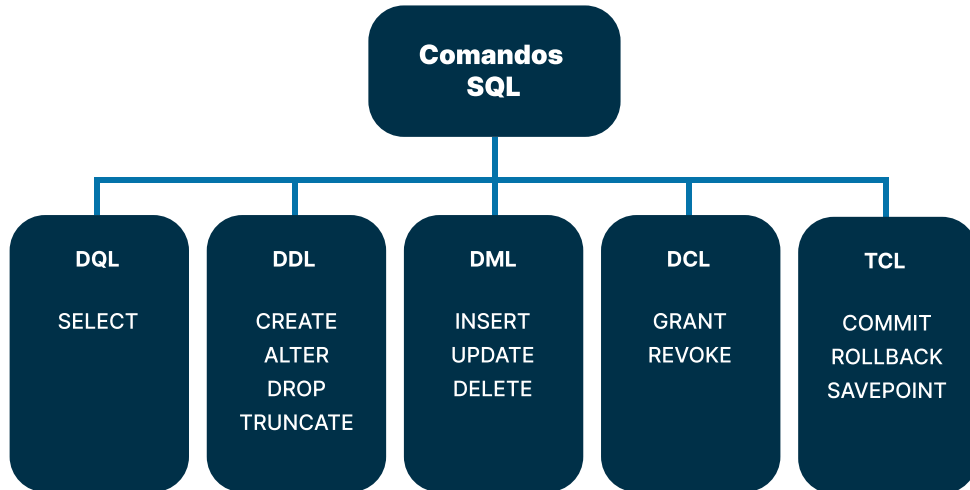 Comandos
SQL
DQL
SELECT
DDL
CREATE
ALTER
DROP
TRUNCATE
DML
INSERT
UPDATE
DELETE
DCL
GRANT
REVOKE
TCL
COMMIT
ROLLBACK
SAVEPOINT